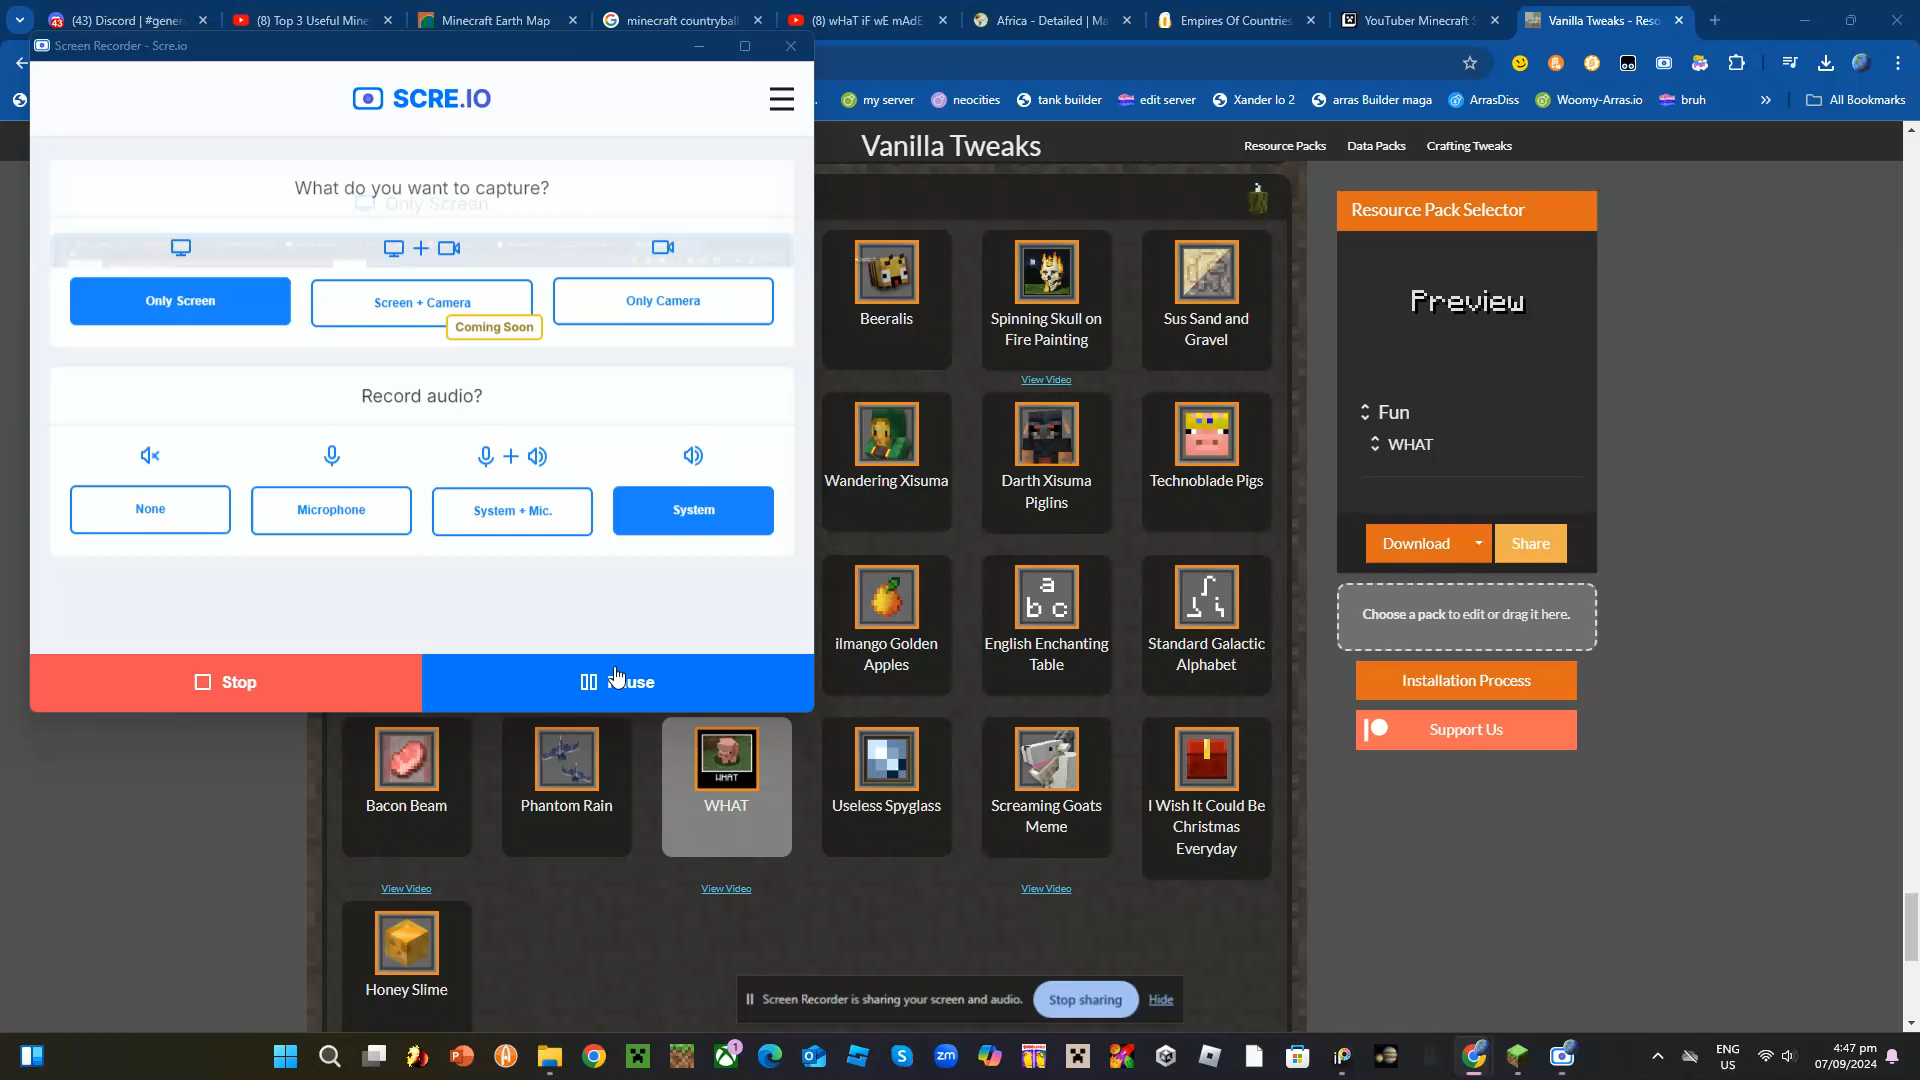 (43) Discord | #gener
(8) Top 3 Useful Mine
Minecraft Earth Map
minecraft countryball
(8) wHaT iF wE mAdE
Africa - Detailed | Ma
Empires Of Countries
YouTuber Minecraft S
Vanilla Tweaks - Reso
Screen Recorder - Scre.io
my server
neocities
tank builder
edit server
Xander Io 2
arras Builder maga
ArrasDiss
Woomy-Arras.io
bruh
All Bookmarks
SCRE.IO
Vanilla Tweaks
Resource Packs
Data Packs
Crafting Tweaks
What do you want to capture?
Only Screen
Only Screen
Screen + Camera
Only Camera
Coming Soon
Record audio?
None
Microphone
System + Mic.
System
Stop
Beeralis
Spinning Skull on
Fire Painting
View Video
Sus Sand and
Gravel
Wandering Xisuma
Darth Xisuma
Piglins
Technoblade Pigs
ilmango Golden
Apples
a
b c
English Enchanting
Table
Standard Galactic
Alphabet
Bacon Beam
View Video
Phantom Rain
WHAT
WHAT
View Video
Useless Spyglass
Screaming Goats
Meme
View Video
I Wish It Could Be
Christmas
Everyday
Honey Slime
Resource Pack Selector
Preview
Fun
WHAT
Download
Share
Choose a pack to edit or drag it here.
Installation Process
Support Us
Screen Recorder is sharing your screen and audio.
Stop sharing
Hide
1
zm
ENG
US
4:47 pm
07/09/2024